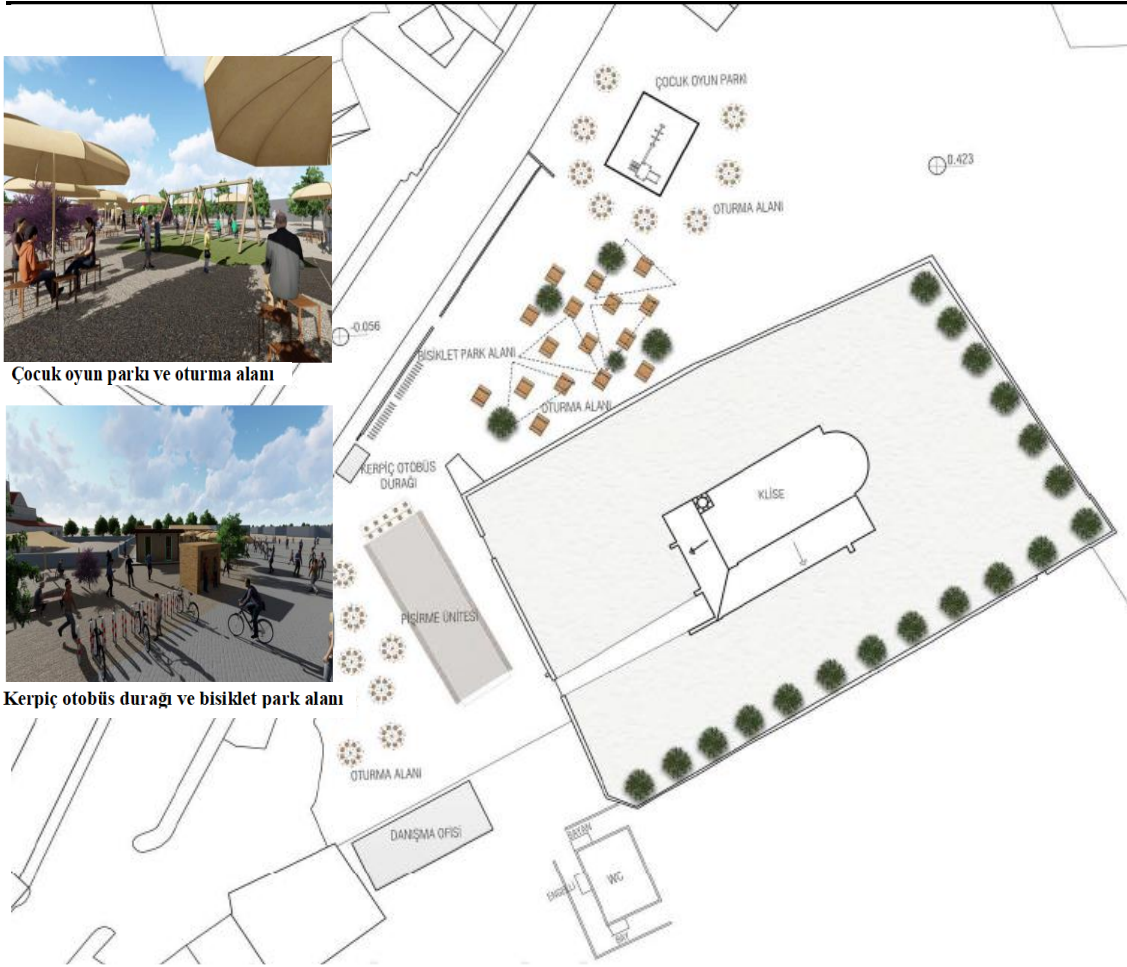 ÇOCUK OYUN PARKI
0.423
OTURMA ALANI
-0.056
BİSİKLET PARK ALANI
Çocuk oyun parkı ve oturma alanı
OTURMA ALANI
KERPİÇ OTOBÜS
DURAĞI
KLİSE
PİŞİRME ÜNİTESİ
Kerpiç otobüs durağı ve bisiklet park alanı
OTURMA ALANI
DANIŞMA OFİSİ
BAYAN
WC
ENGELLİ
BAY